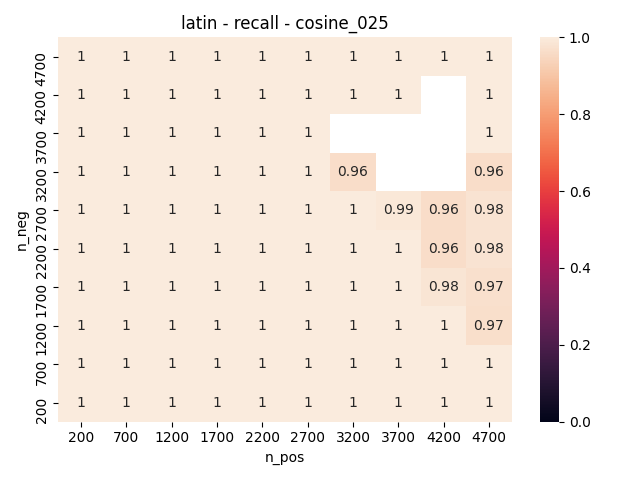 latin - recall - cosine_025
4700 1 1 1 1 1 1 1 1 1 1
4200 1 1 1 1 1 1 1 1 1
3700 1 1 1 1 1 1 1
3200 1 1 1 1 1 1 0.96 0.96
2700 1 1 1 1 1 1 1 0.99 0.96 0.98
2200 1 1 1 1 1 1 1 1 0.96 0.98
1700 1 1 1 1 1 1 1 1 0.98 0.97
1200 1 1 1 1 1 1 1 1 1 0.97
700 1 1 1 1 1 1 1 1 1 1
200 1 1 1 1 1 1 1 1 1 1
200 700 1200 1700 2200 2700 3200 3700 4200 4700
n_pos
n_neg
1.0
0.8
0.6
0.4
0.2
0.0